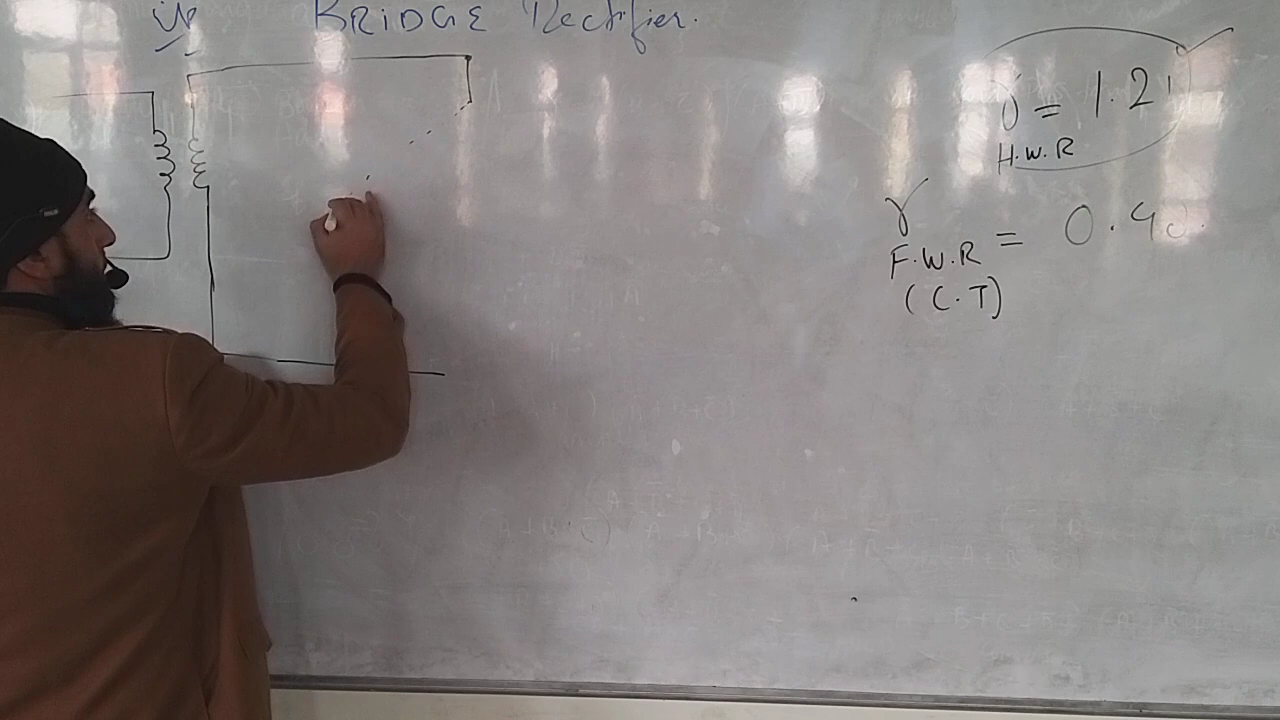 BRIDGE Rectifier.
γ = 1.21
H.W.R
γ = 0.48.
F.W.R
(C.T)